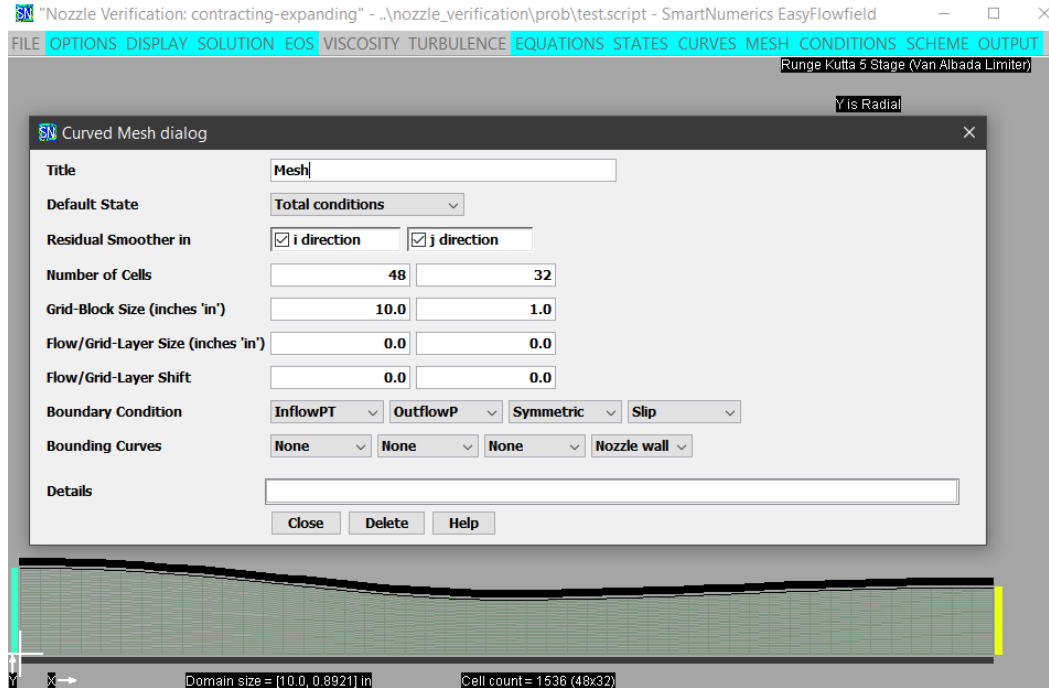 SN "Nozzle Verification: contracting-expanding" - ..\nozzle_verification\prob\test.script - SmartNumerics EasyFlowfield
FILE OPTIONS DISPLAY SOLUTION EOS VISCOSITY TURBULENCE EQUATIONS STATES CURVES MESH CONDITIONS SCHEME OUTPUT
Runge Kutta 5 Stage (Van Albada Limiter)
Y is Radial
SN Curved Mesh dialog
Title Mesh
Default State Total conditions
Residual Smoother in i direction j direction
Number of Cells 48 32
Grid-Block Size (inches 'in') 10.0 1.0
Flow/Grid-Layer Size (inches 'in') 0.0 0.0
Flow/Grid-Layer Shift 0.0 0.0
Boundary Condition InflowPT OutflowP Symmetric Slip
Bounding Curves None None None Nozzle wall
Details
Close Delete Help
Y X Domain size = [10.0, 0.8921] in Cell count = 1536 (48x32)